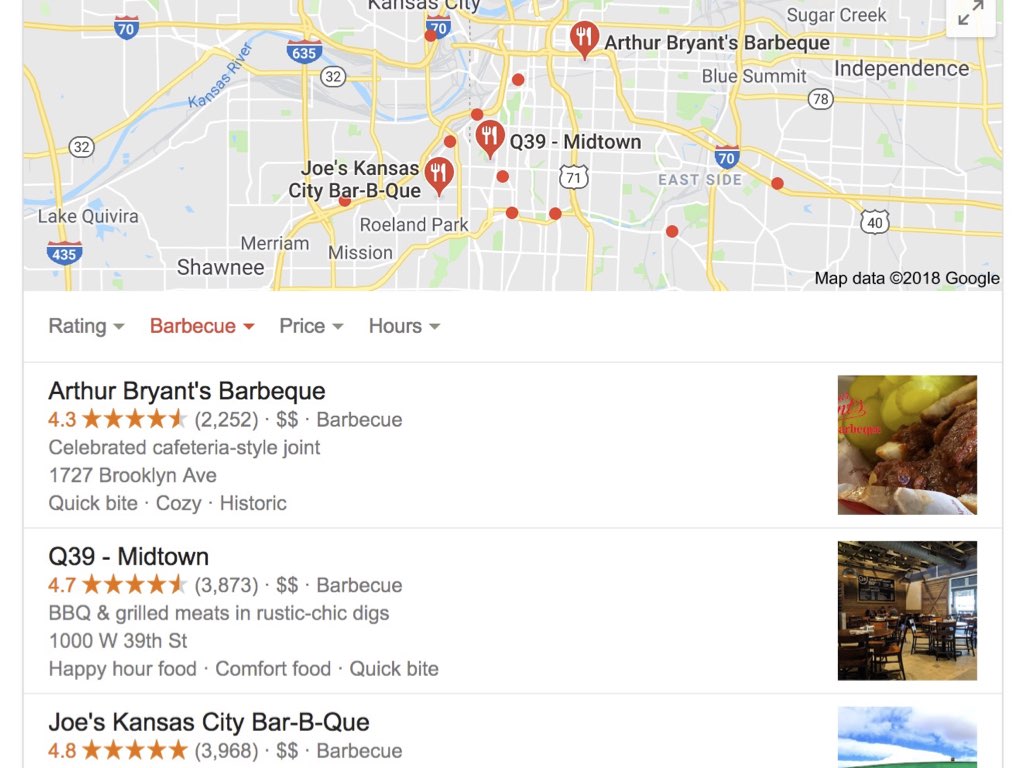 Kansas City
Sugar Creek
70
70
Arthur Bryant's Barbeque
635
32
Blue Summit
Independence
Kansas River
78
32
Q39 - Midtown
70
Joe's Kansas
City Bar-B-Que
71
EAST SIDE
Lake Quivira
Roeland Park
40
435
Merriam
Mission
Shawnee
Map data ©2018 Google
Rating
Barbecue
Price
Hours
Arthur Bryant's Barbeque
4.3 (2,252) · $$ · Barbecue
Celebrated cafeteria-style joint
1727 Brooklyn Ave
Quick bite · Cozy · Historic
Q39 - Midtown
4.7 (3,873) · $$ · Barbecue
BBQ & grilled meats in rustic-chic digs
1000 W 39th St
Happy hour food · Comfort food · Quick bite
Joe's Kansas City Bar-B-Que
4.8 (3,968) · $$ · Barbecue